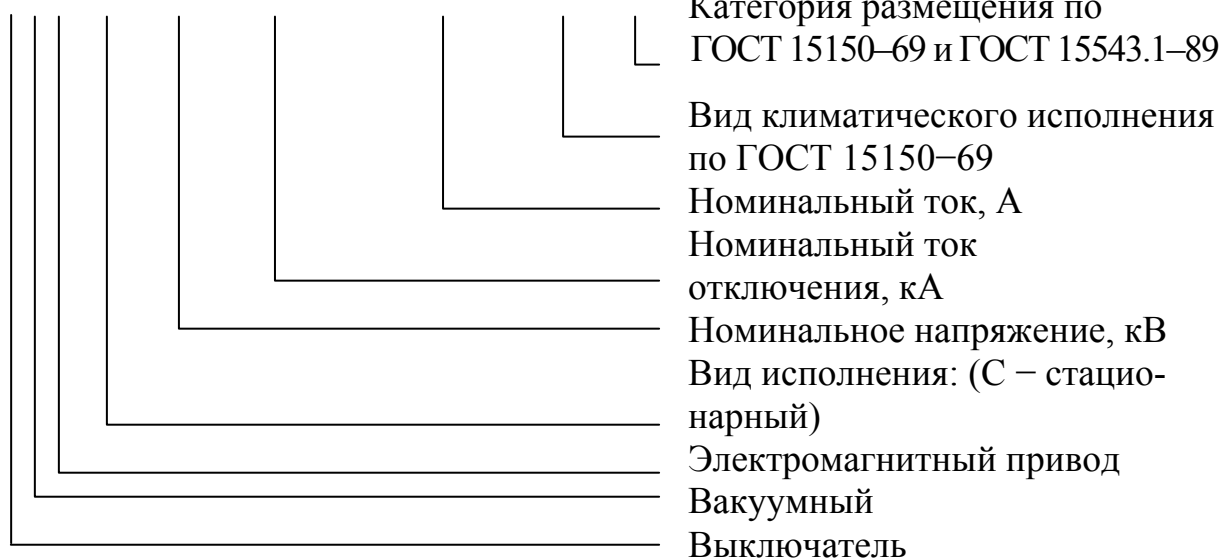 Категория размещения по
ГОСТ 15150–69 и ГОСТ 15543.1–89
Вид климатического исполнения
по ГОСТ 15150−69
Номинальный ток, А
Номинальный ток
отключения, кА
Номинальное напряжение, кВ
Вид исполнения: (С − стацио-
нарный)
Электромагнитный привод
Вакуумный
Выключатель